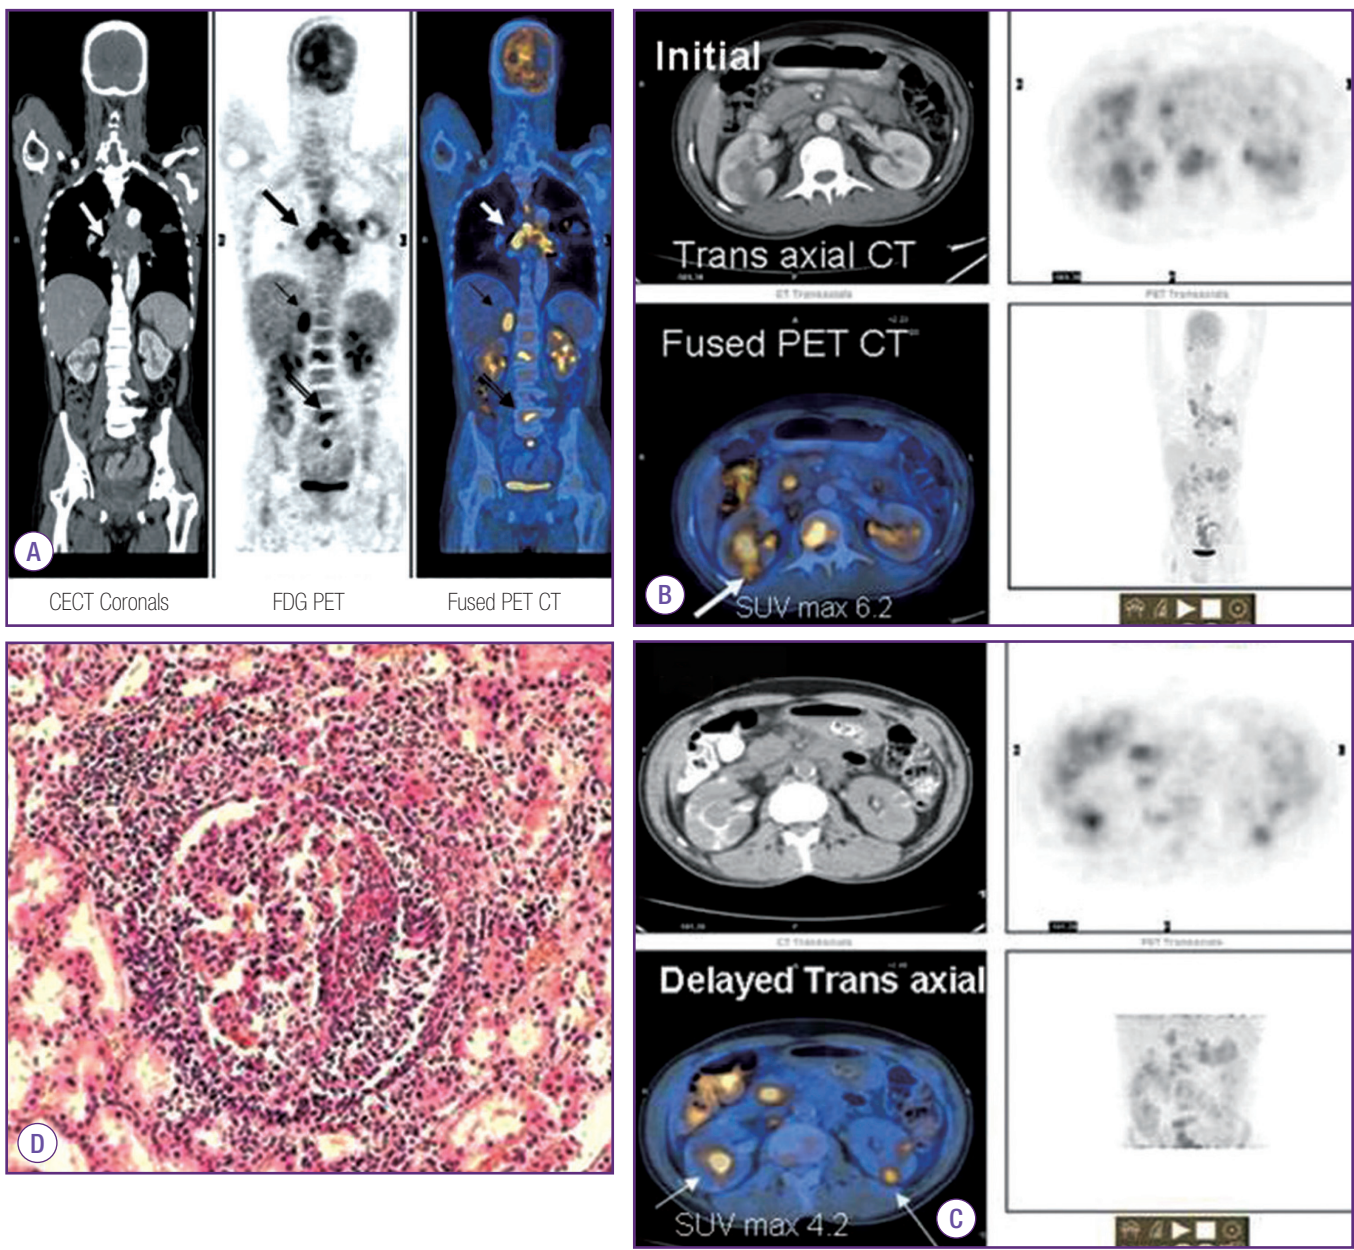 A
CECT Coronals
FDG PET
Fused PET CT
Initial
Trans axial CT
CT Transaxials
PET Transaxials
Fused PET CT
B
SUV max 6.2
D
CT Transaxials
PET Transaxials
Delayed Trans axial
SUV max 4.2
C